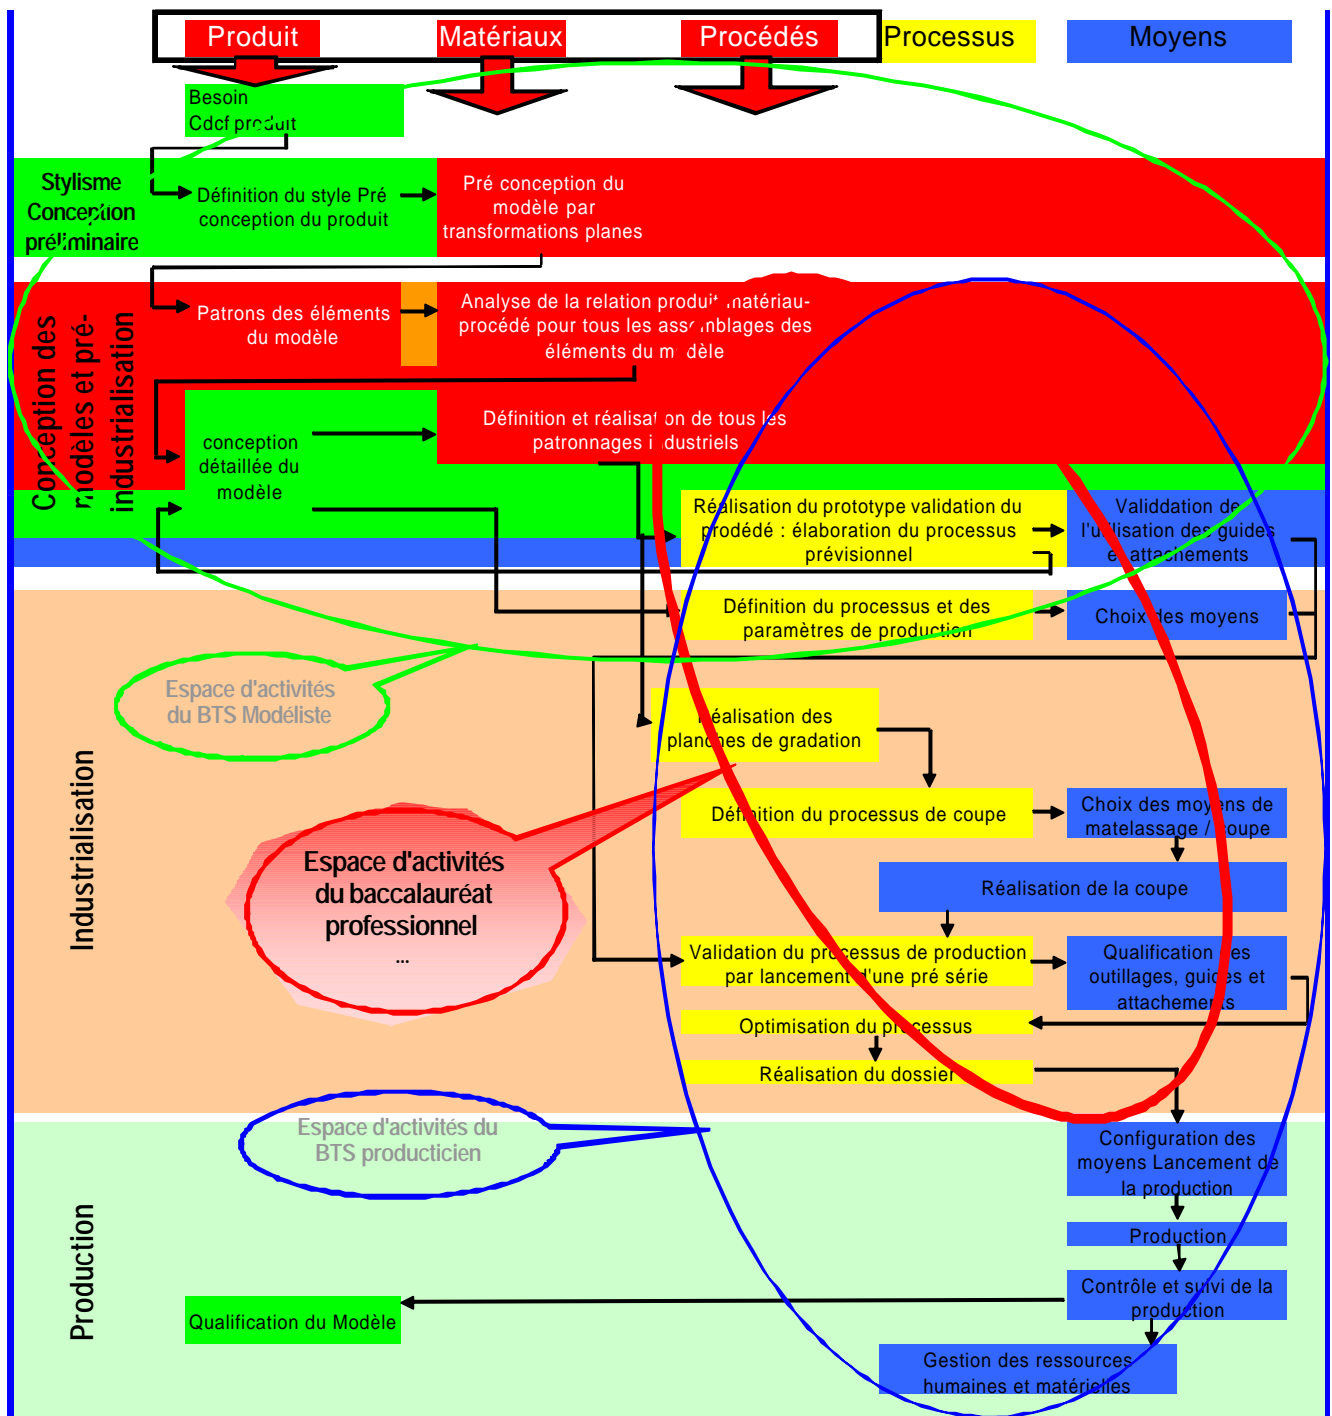 Produit
Matériaux
Procédés
Processus
Moyens
Besoin
Cdcf produit
Stylisme
Conception
préliminaire
Définition du style Pré
conception du produit
Pré conception du
modèle par
transformations planes
Conception des
modèles et pré-
industrialisation
Patrons des éléments
du modèle
Analyse de la relation produit matériau-
procédé pour tous les assemblages des
éléments du modèle
conception
détaillée du
modèle
Définition et réalisation de tous les
patronnages industriels
Réalisation du prototype validation du
prodédé : élaboration du processus
prévisionnel
Validdation de
l'utilisation des guides
et attachements
Définition du processus et des
paramètres de production
Choix des moyens
Espace d'activités
du BTS Modéliste
Industrialisation
Réalisation des
planches de gradation
Définition du processus de coupe
Choix des moyens de
matelassage / coupe
Espace d'activités
du baccalauréat
professionnel
...
Réalisation de la coupe
Validation du processus de production
par lancement d'une pré série
Qualification des
outillages, guides et
attachements
Optimisation du processus
Réalisation du dossier
Espace d'activités du
BTS producticien
Production
Configuration des
moyens Lancement de
la production
Production
Contrôle et suivi de la
production
Qualification du Modèle
Gestion des ressources
humaines et matérielles